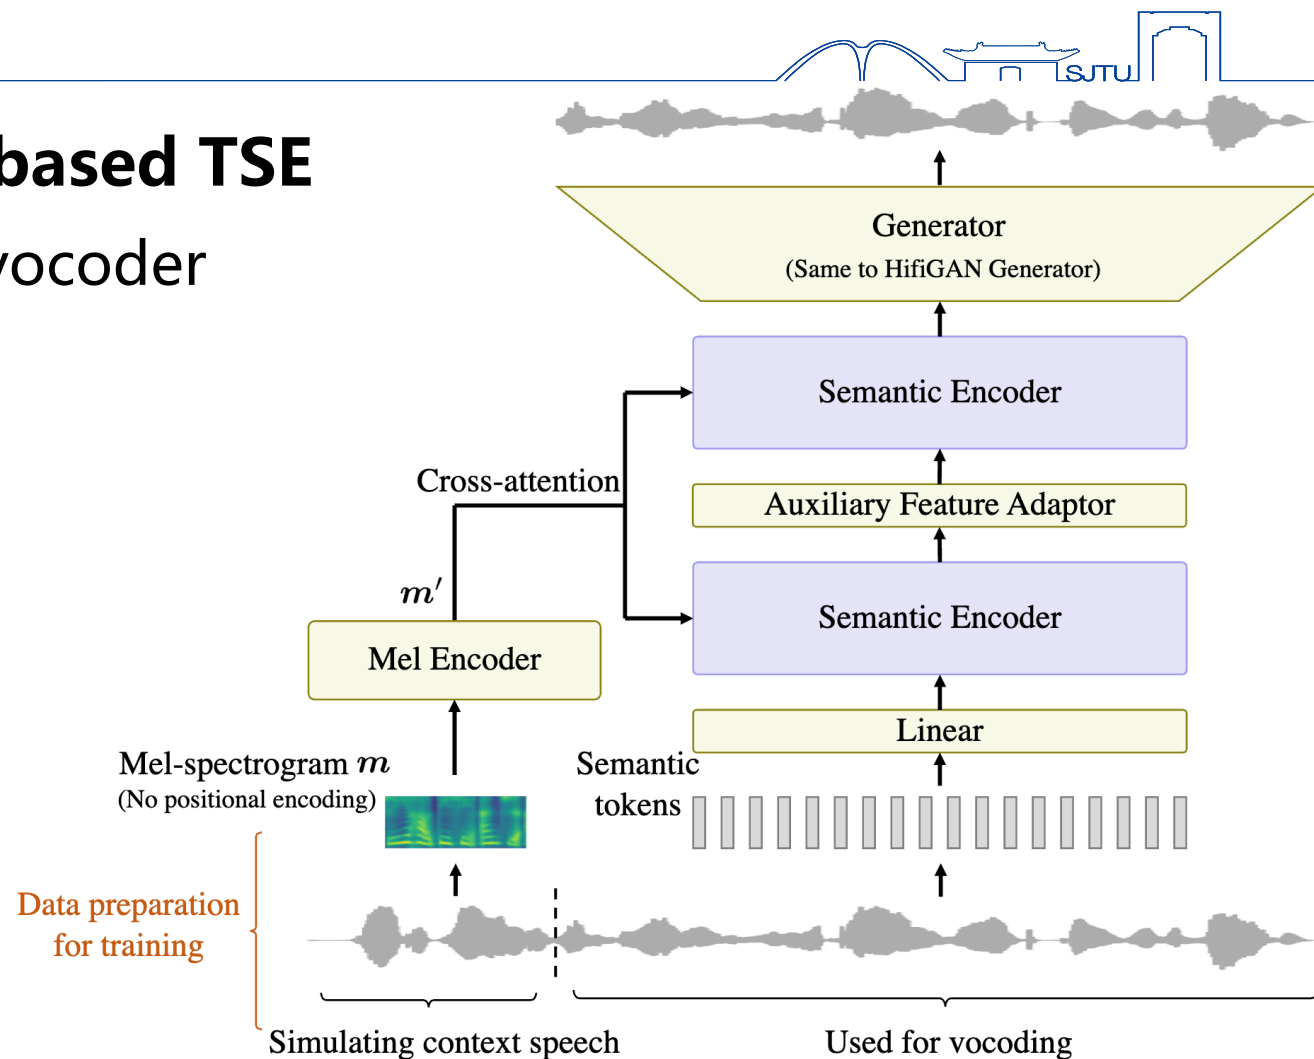 SJTU
based TSE
vocoder
Generator
(Same to HifiGAN Generator)
Semantic Encoder
Cross-attention
Auxiliary Feature Adaptor
m′
Semantic Encoder
Mel Encoder
Linear
Mel-spectrogram m
(No positional encoding)
Semantic
tokens
Data preparation
for training
Simulating context speech
Used for vocoding